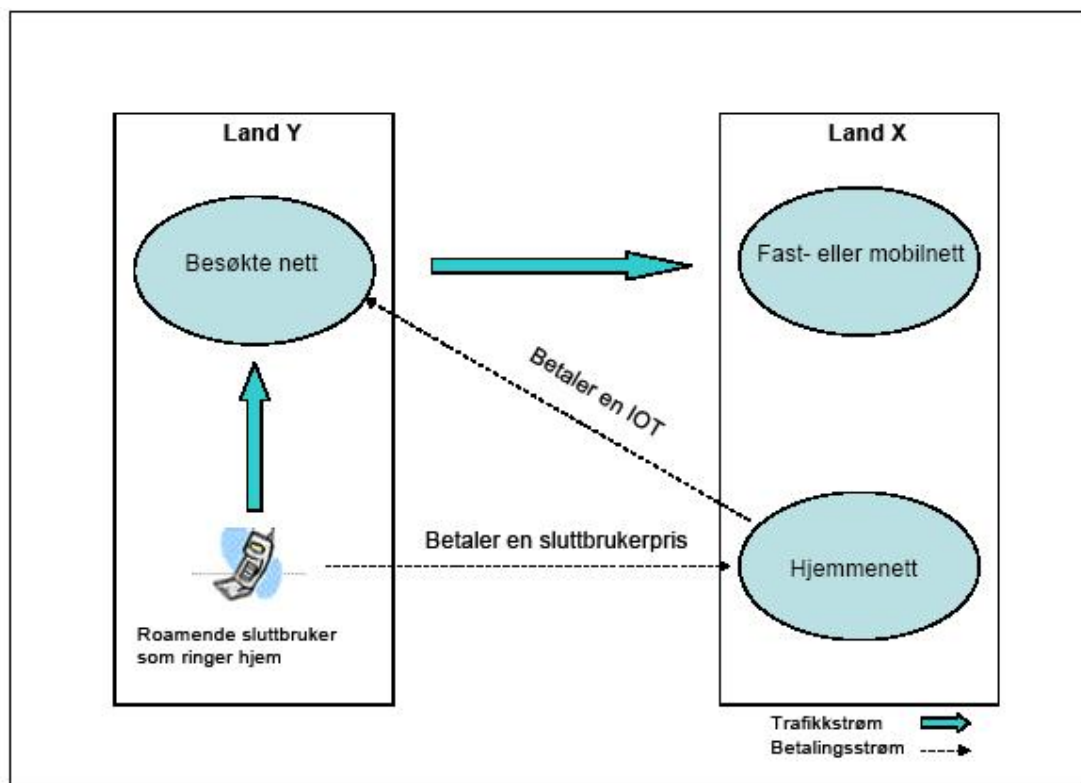 Land Y
Land X
Besøkte nett
Fast- eller mobilnett
Betaler en IOT
Betaler en sluttbrukerpris
Hjemmenett
Roamende sluttbruker
som ringer hjem
Trafikkstrøm
Betalingsstrøm